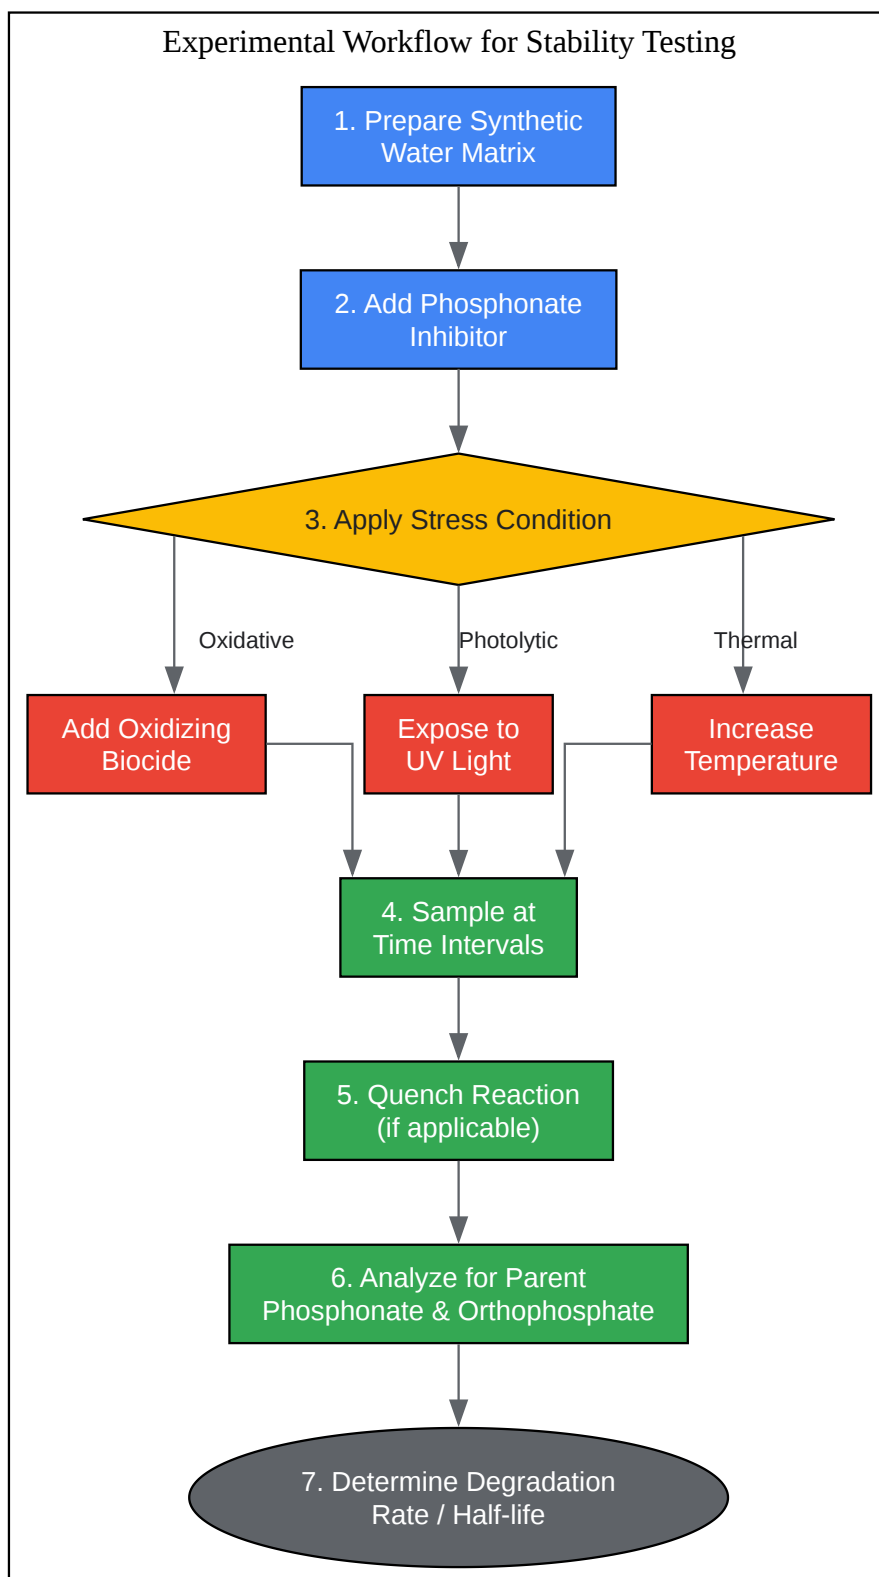 Experimental Workflow for Stability Testing
1. Prepare Synthetic
Water Matrix
2. Add Phosphonate
Inhibitor
3. Apply Stress Condition
Oxidative
Photolytic
Thermal
Add Oxidizing
Biocide
Expose to
UV Light
Increase
Temperature
4. Sample at
Time Intervals
5. Quench Reaction
(if applicable)
6. Analyze for Parent
Phosphonate & Orthophosphate
7. Determine Degradation
Rate / Half-life